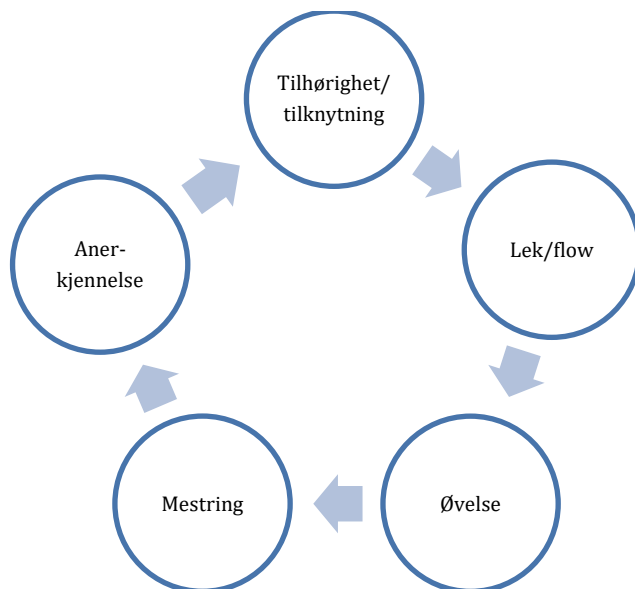 Tilhørighet/
tilknytning
Lek/flow
Øvelse
Mestring
Aner-
kjennelse